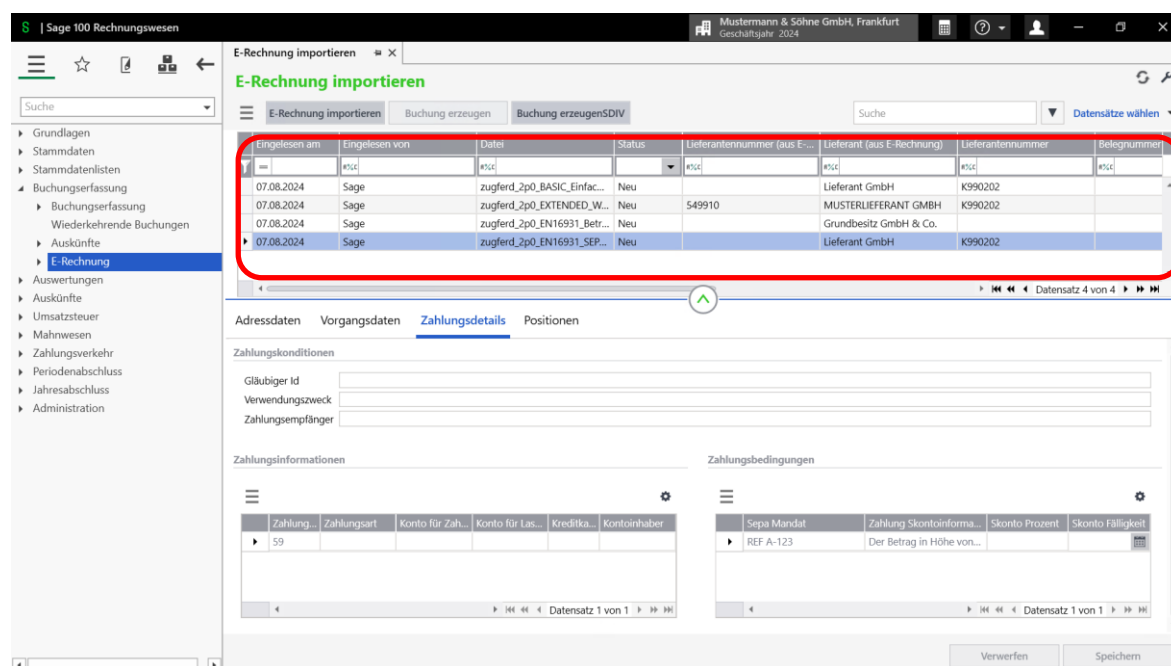 S | Sage 100 Rechnungswesen
Mustermann & Söhne GmbH, Frankfurt
Geschäftsjahr 2024
Suche
Grundlagen
Stammdaten
Stammdatenlisten
Buchungserfassung
Buchungserfassung
Wiederkehrende Buchungen
Auskünfte
E-Rechnung
Auswertungen
Auskünfte
Umsatzsteuer
Mahnwesen
Zahlungsverkehr
Periodenabschluss
Jahresabschluss
Administration
E-Rechnung importieren
E-Rechnung importieren
E-Rechnung importieren Buchung erzeugen Buchung erzeugenSDIV Suche Datensätze wählen
Eingelesen am Eingelesen von Datei Status Lieferantennummer (aus E-... Lieferant (aus E-Rechnung) Lieferantennummer Belegnummer
=
07.08.2024 Sage zugferd_2p0_BASIC_Einfac... Neu Lieferant GmbH K990202
07.08.2024 Sage zugferd_2p0_EXTENDED_W... Neu 549910 MUSTERLIEFERANT GMBH K990202
07.08.2024 Sage zugferd_2p0_EN16931_Betr... Neu Grundbesitz GmbH & Co.
07.08.2024 Sage zugferd_2p0_EN16931_SEP... Neu Lieferant GmbH K990202
Datensatz 4 von 4
Adressdaten Vorgangsdaten Zahlungsdetails Positionen
Zahlungskonditionen
Gläubiger Id
Verwendungszweck
Zahlungsempfänger
Zahlungsinformationen
Zahlung... Zahlungsart Konto für Zah... Konto für Las... Kreditka... Kontoinhaber
59
Datensatz 1 von 1
Zahlungsbedingungen
Sepa Mandat Zahlung Skontoinforma... Skonto Prozent Skonto Fälligkeit
REF A-123 Der Betrag in Höhe von...
Datensatz 1 von 1
Verwerfen Speichern